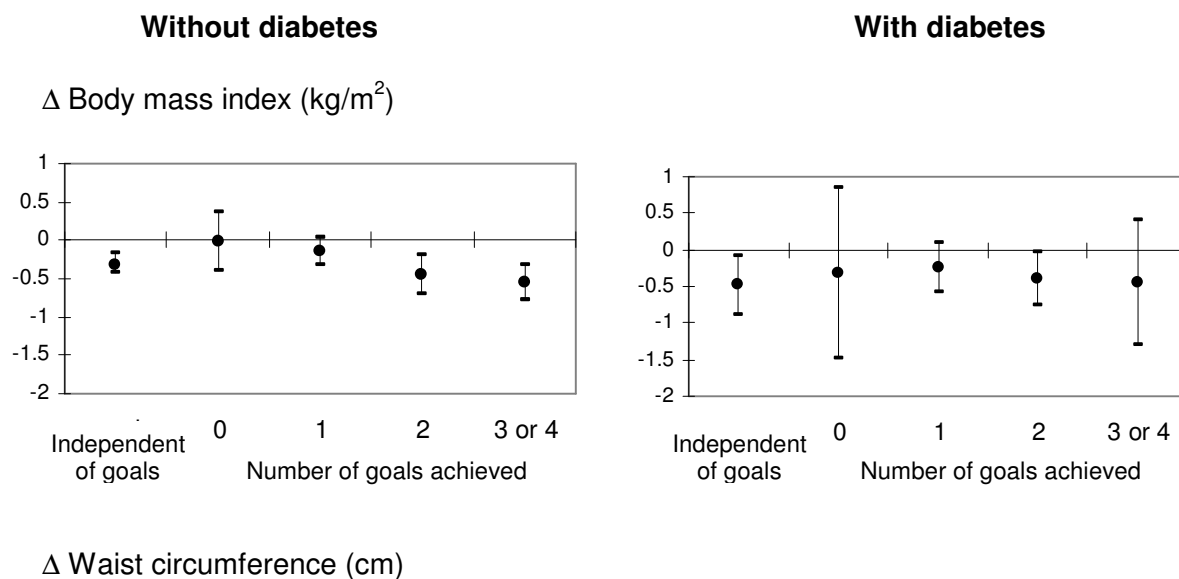 Without diabetes
With diabetes
Δ Body mass index (kg/m²)
1
0.5
0
-0.5
-1
-1.5
-2
Independent of goals
0
1
2
3 or 4
Number of goals achieved
1
0.5
0
-0.5
-1
-1.5
-2
Independent of goals
0
1
2
3 or 4
Number of goals achieved
Δ Waist circumference (cm)